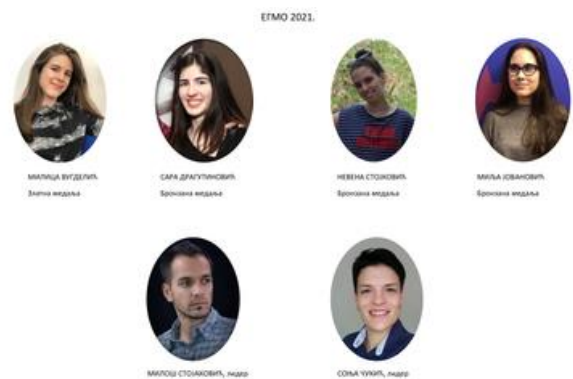 ЕГМО 2021.
МИЛИЦА ВУГДЕЛИЋ
Златна медаља
САРА ДРАГУТИНОВИЋ
Бронзана медаља
НЕВЕНА СТОЈКОВИЋ
Бронзана медаља
МИЉА ЈОВАНОВИЋ
Бронзана медаља
МИЛОШ СТОЈАКОВИЋ, лидер
СОЊА ЧУКИЋ, лидер